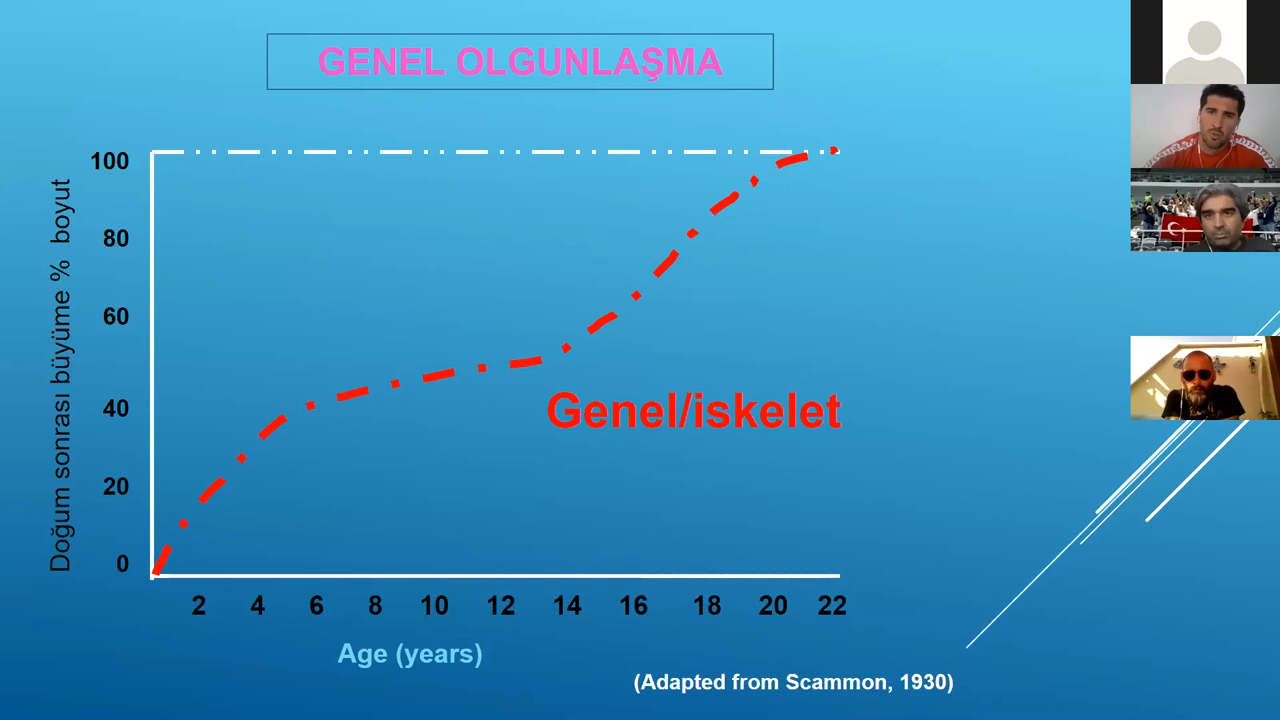 GENEL OLGUNLAŞMA
Doğum sonrası büyüme % boyut
100
80
60
40
20
0
Genel/iskelet
2 4 6 8 10 12 14 16 18 20 22
Age (years)
(Adapted from Scammon, 1930)